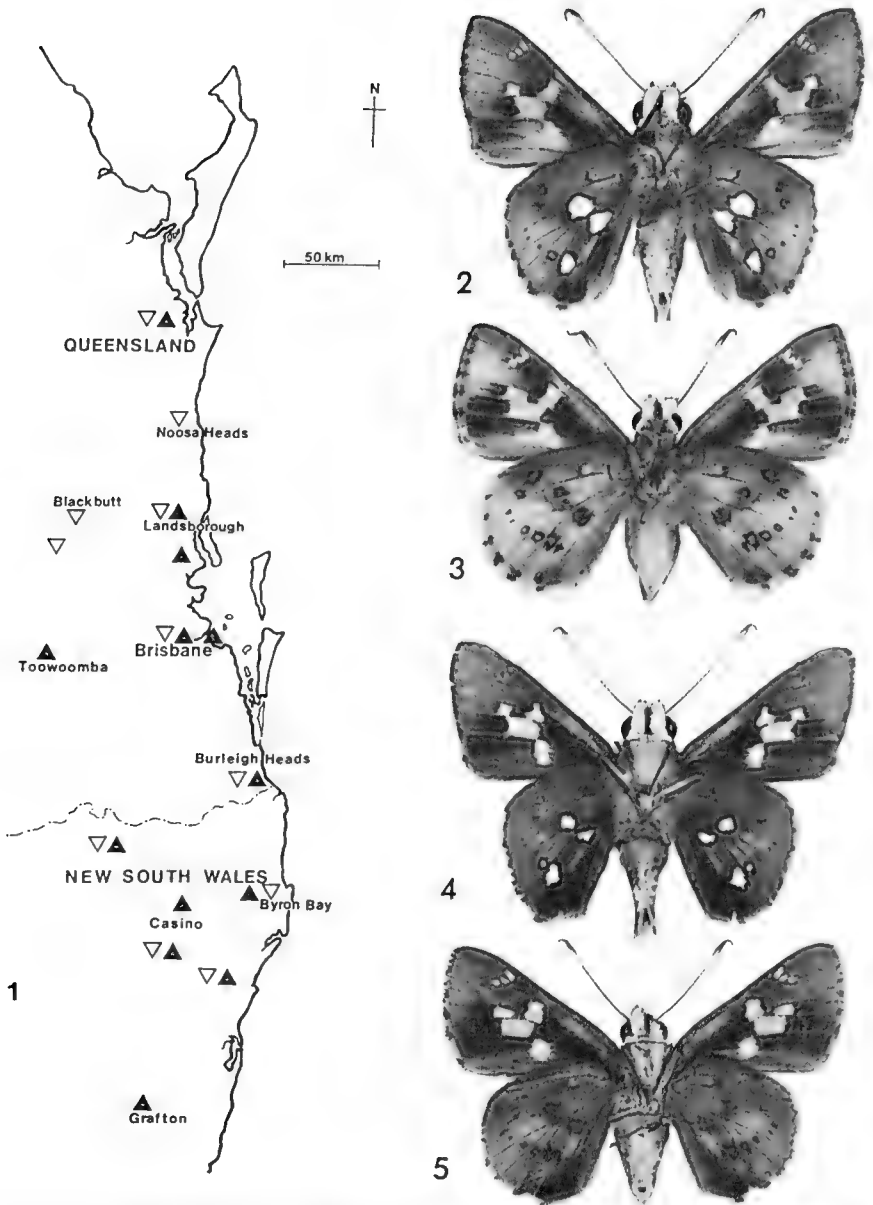 N
50 km
QUEENSLAND
Noosa Heads
Blackbutt
Landsborough
Toowoomba
Brisbane
Burleigh Heads
NEW SOUTH WALES
Byron Bay
Casino
Grafton
1
2
3
4
5